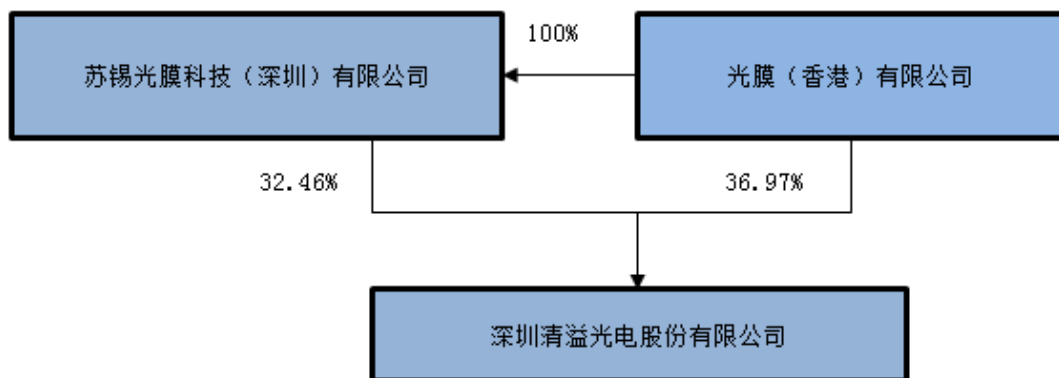 100%
苏锡光膜科技（深圳）有限公司
光膜（香港）有限公司
32.46%
36.97%
深圳清溢光电股份有限公司